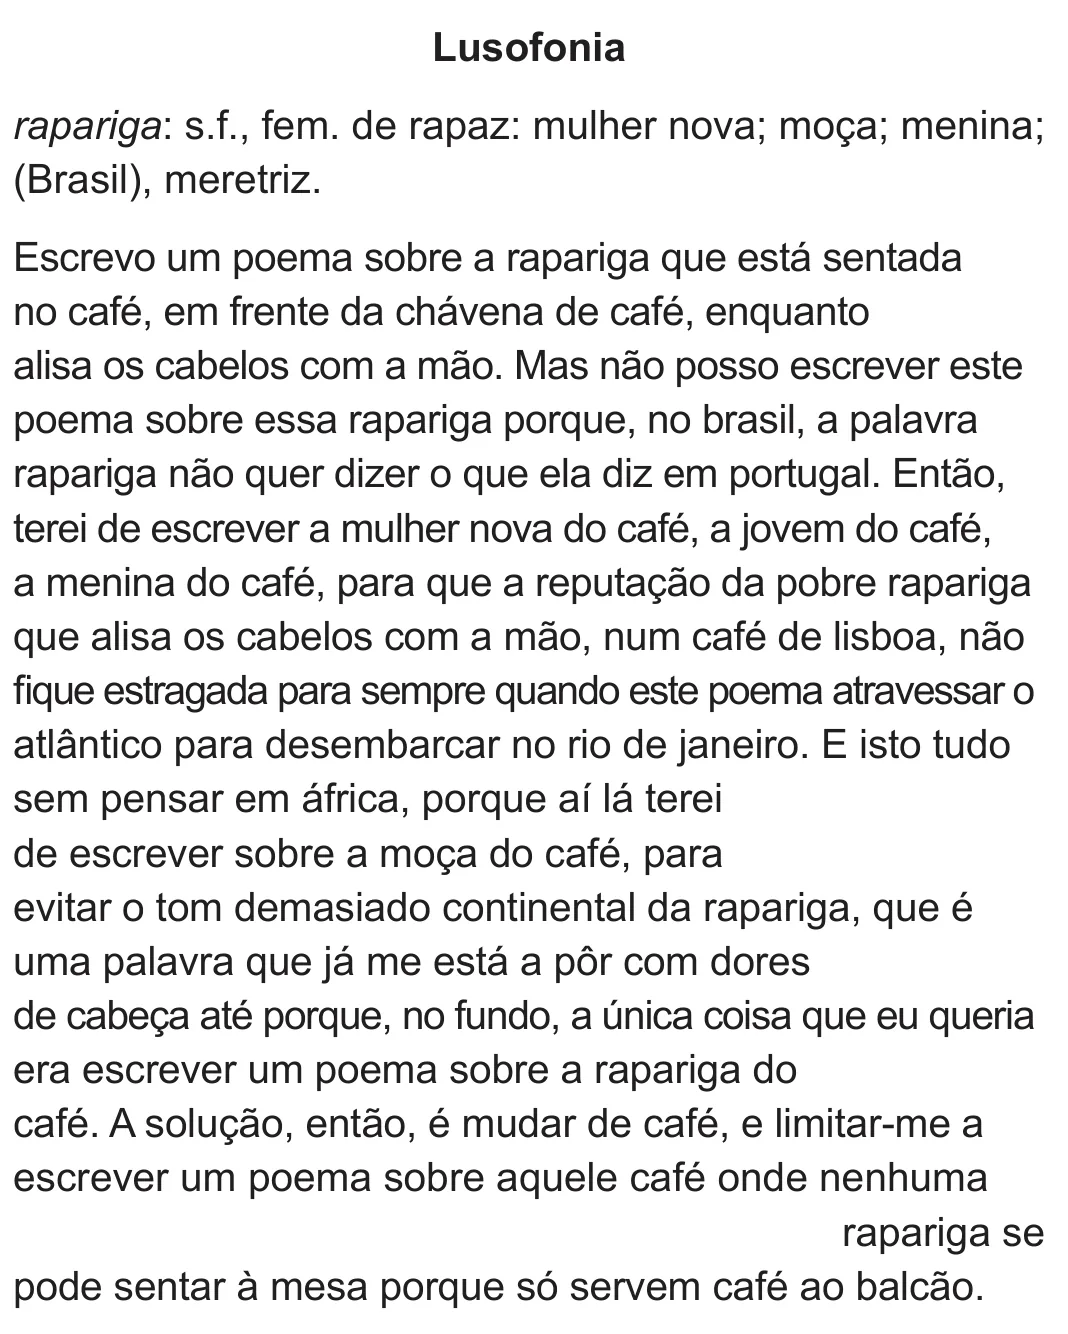 Lusofonia
rapariga: s.f., fem. de rapaz: mulher nova; moça; menina;
(Brasil), meretriz.
Escrevo um poema sobre a rapariga que está sentada
no café, em frente da chávena de café, enquanto
alisa os cabelos com a mão. Mas não posso escrever este
poema sobre essa rapariga porque, no brasil, a palavra
rapariga não quer dizer o que ela diz em portugal. Então,
terei de escrever a mulher nova do café, a jovem do café,
a menina do café, para que a reputação da pobre rapariga
que alisa os cabelos com a mão, num café de lisboa, não
fique estragada para sempre quando este poema atravessar o
atlântico para desembarcar no rio de janeiro. E isto tudo
sem pensar em áfrica, porque aí lá terei
de escrever sobre a moça do café, para
evitar o tom demasiado continental da rapariga, que é
uma palavra que já me está a pôr com dores
de cabeça até porque, no fundo, a única coisa que eu queria
era escrever um poema sobre a rapariga do
café. A solução, então, é mudar de café, e limitar-me a
escrever um poema sobre aquele café onde nenhuma
rapariga se
pode sentar à mesa porque só servem café ao balcão.